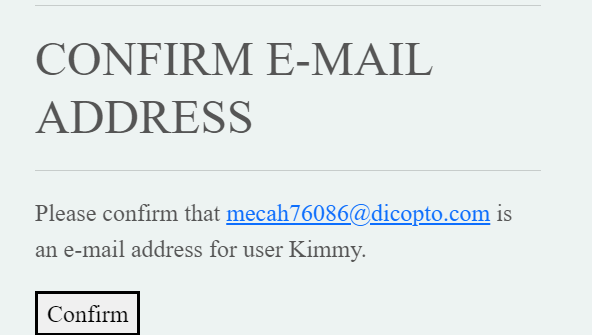 CONFIRM E-MAIL
ADDRESS
Please confirm that mecah76086@dicopto.com is
an e-mail address for user Kimmy.
Confirm